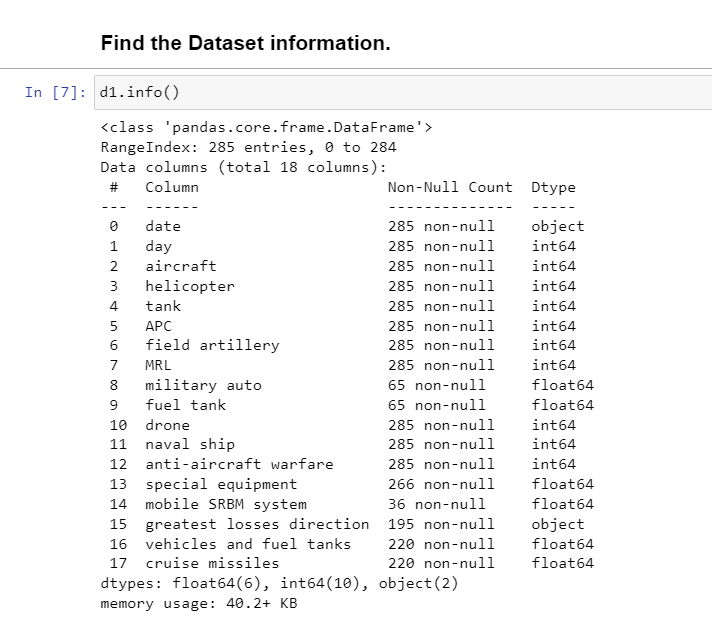 Find the Dataset information.
In [7]: d1.info()
<class 'pandas.core.frame.DataFrame'>
RangeIndex: 285 entries, 0 to 284
Data columns (total 18 columns):
 #   Column                     Non-Null Count  Dtype
---  ------                     --------------  -----
 0   date                       285 non-null    object
 1   day                        285 non-null    int64
 2   aircraft                   285 non-null    int64
 3   helicopter                 285 non-null    int64
 4   tank                       285 non-null    int64
 5   APC                        285 non-null    int64
 6   field artillery            285 non-null    int64
 7   MRL                        285 non-null    int64
 8   military auto              65 non-null     float64
 9   fuel tank                  65 non-null     float64
 10  drone                      285 non-null    int64
 11  naval ship                 285 non-null    int64
 12  anti-aircraft warfare      285 non-null    int64
 13  special equipment          266 non-null    float64
 14  mobile SRBM system         36 non-null     float64
 15  greatest losses direction  195 non-null    object
 16  vehicles and fuel tanks    220 non-null    float64
 17  cruise missiles            220 non-null    float64
dtypes: float64(6), int64(10), object(2)
memory usage: 40.2+ KB